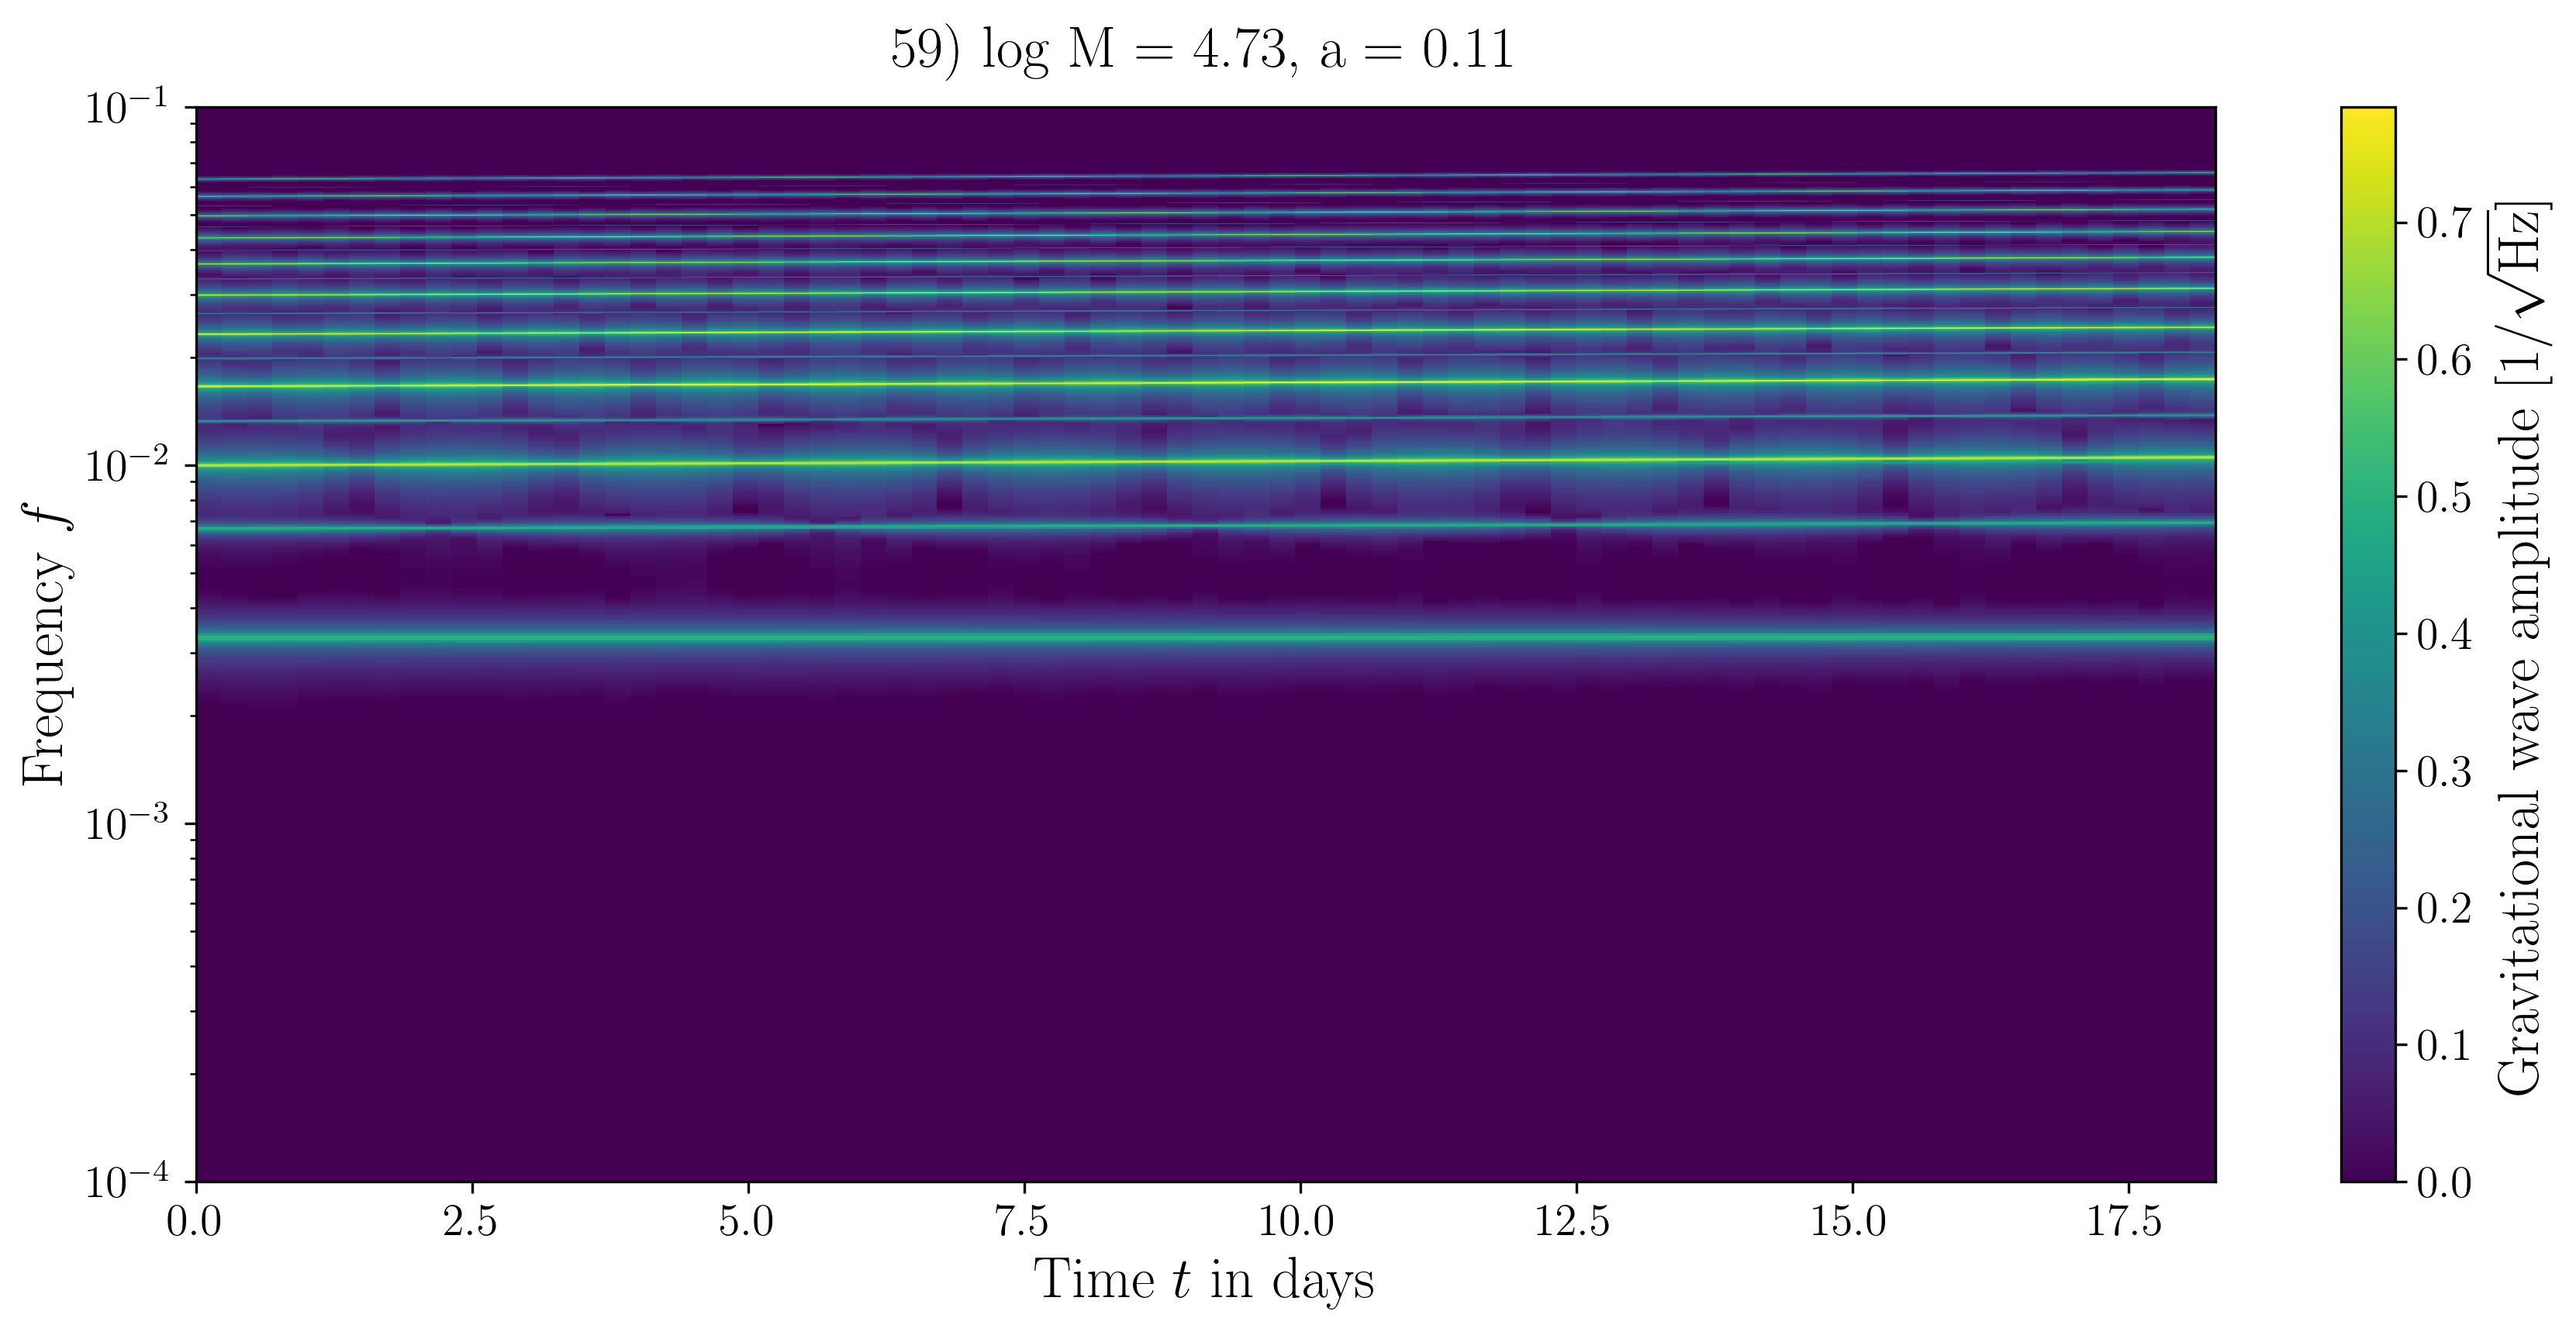 59) log M = 4.73, a = 0.11
10⁻¹
10⁻²
10⁻³
10⁻⁴
Frequency f
0.0 2.5 5.0 7.5 10.0 12.5 15.0 17.5
Time t in days
0.7
0.6
0.5
0.4
0.3
0.2
0.1
0.0
Gravitational wave amplitude [1/√Hz]